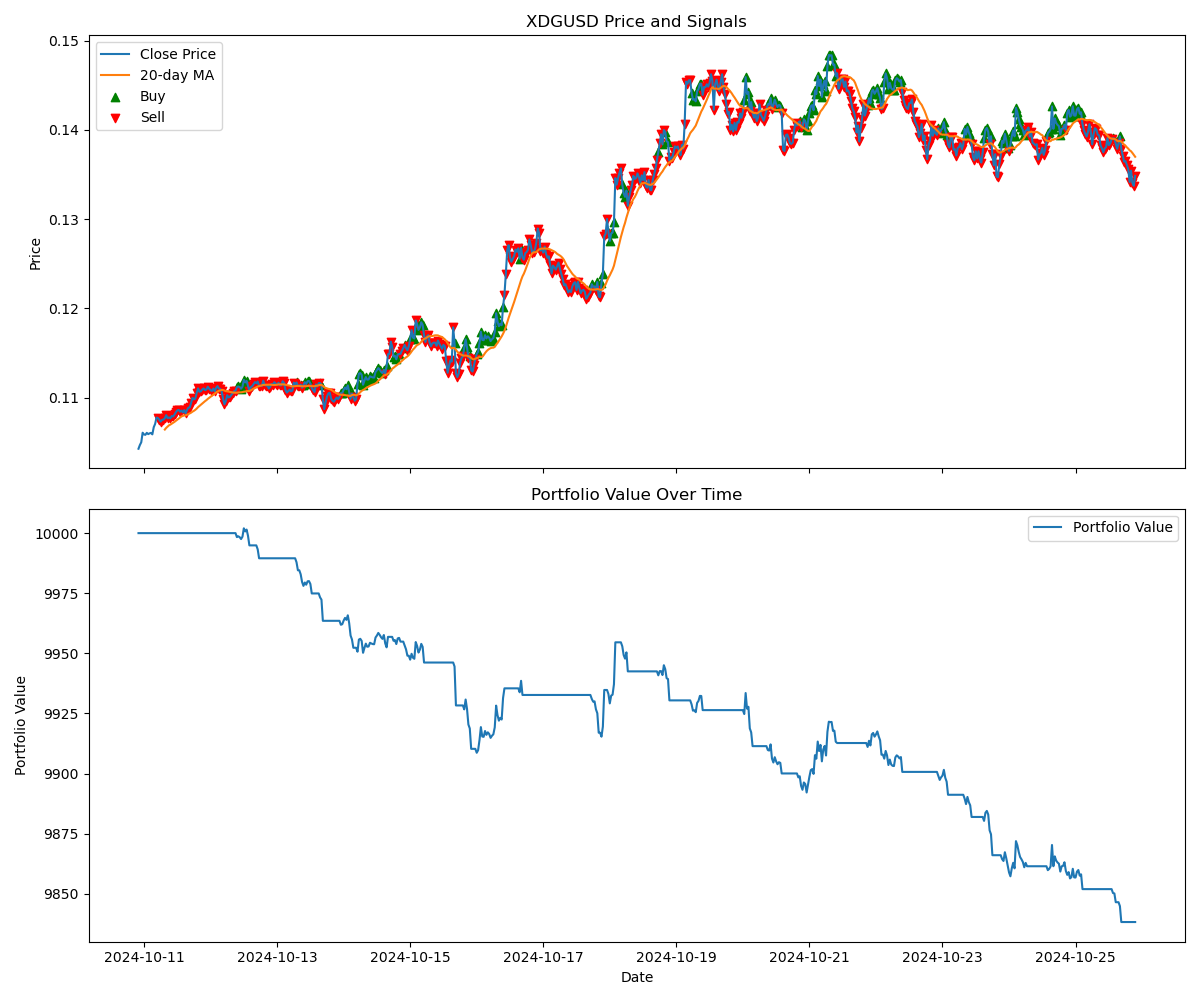 XDGUSD Price and Signals
Close Price
20-day MA
Buy
Sell
Price
0.15
0.14
0.13
0.12
0.11
Portfolio Value Over Time
Portfolio Value
Portfolio Value
10000
9975
9950
9925
9900
9875
9850
2024-10-11 2024-10-13 2024-10-15 2024-10-17 2024-10-19 2024-10-21 2024-10-23 2024-10-25
Date